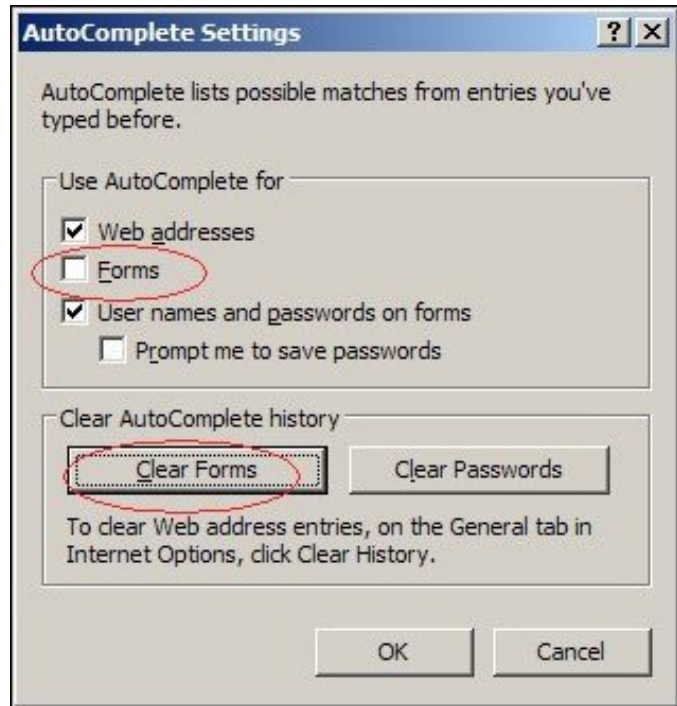 AutoComplete Settings
AutoComplete lists possible matches from entries you've
typed before.
Use AutoComplete for
Web addresses
Forms
User names and passwords on forms
Prompt me to save passwords
Clear AutoComplete history
Clear Forms
Clear Passwords
To clear Web address entries, on the General tab in
Internet Options, click Clear History.
OK
Cancel